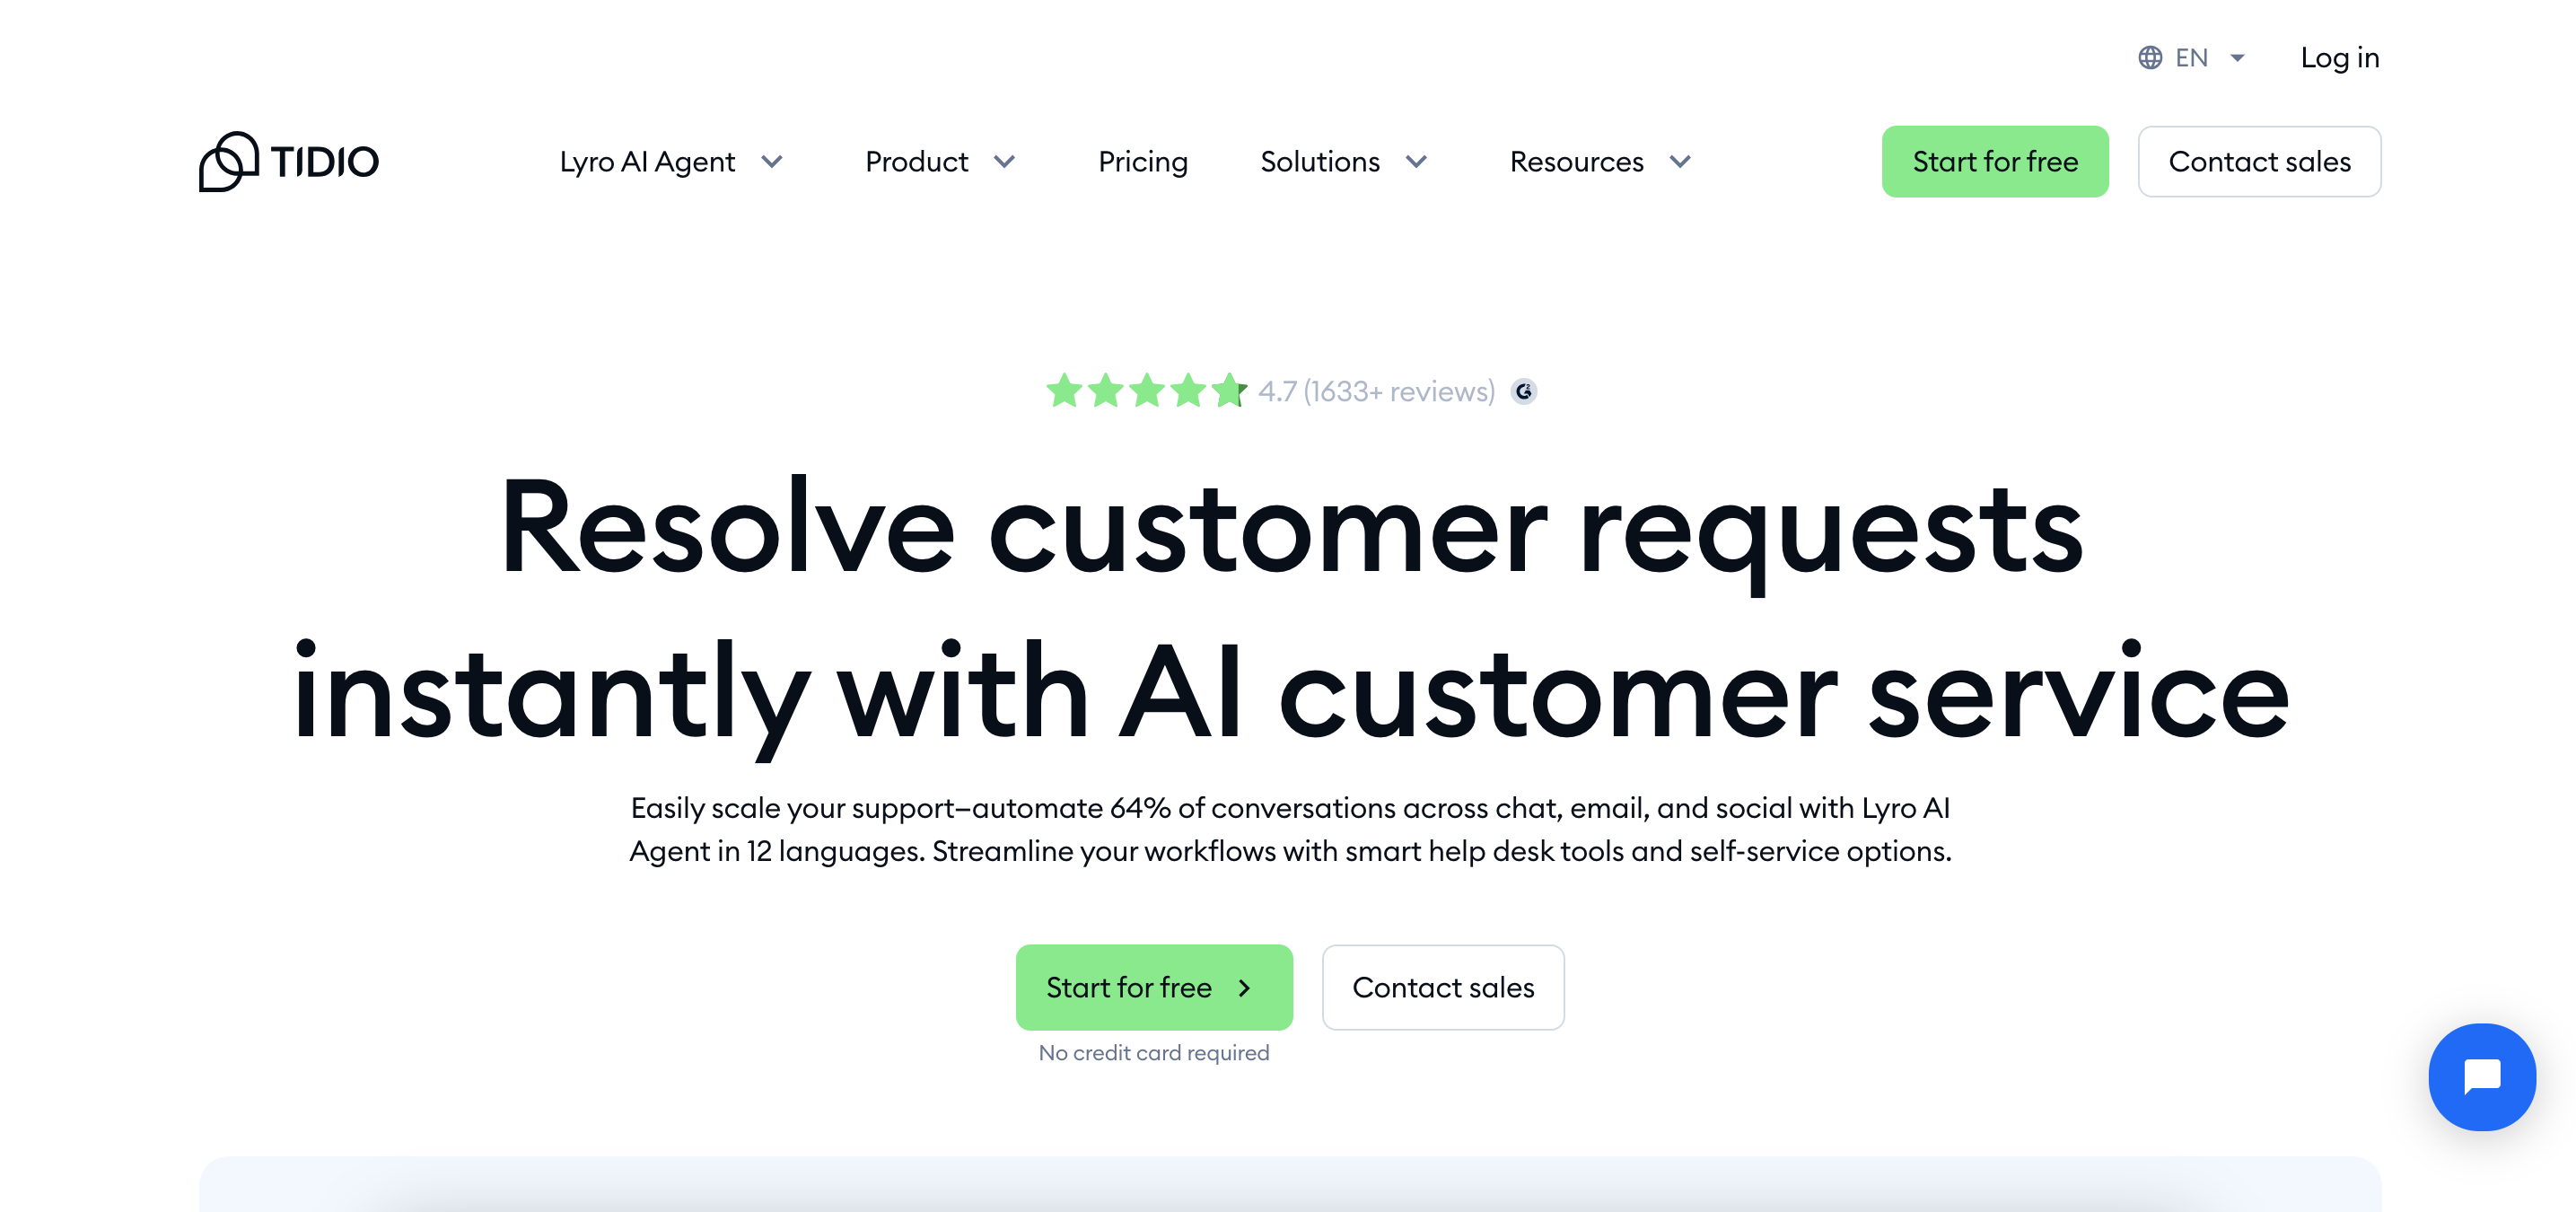 EN
Log in
TIDIO
Lyro AI Agent
Product
Pricing
Solutions
Resources
Start for free
Contact sales
4.7 (1633+ reviews)
Resolve customer requests
instantly with AI customer service
Easily scale your support—automate 64% of conversations across chat, email, and social with Lyro AI
Agent in 12 languages. Streamline your workflows with smart help desk tools and self-service options.
Start for free
Contact sales
No credit card required